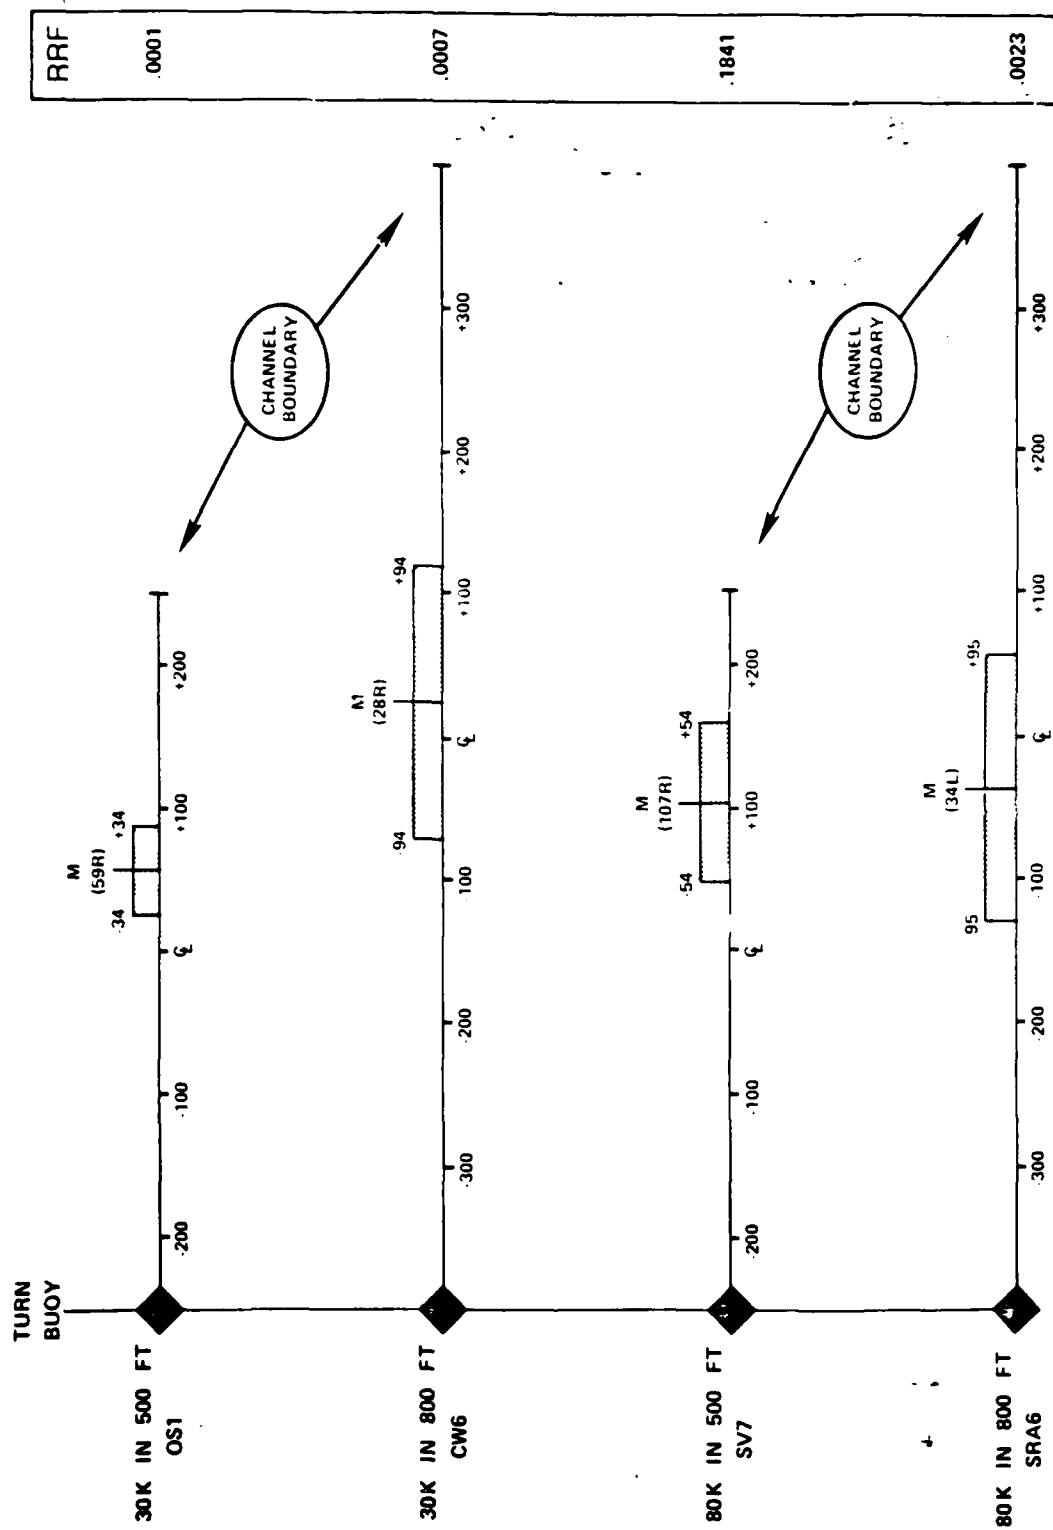 TURN
BUOY
RRF
30K IN 500 FT
OS1
-200
-100
℄
+100
+200
-34
M
(59R)
+34
.0001
CHANNEL
BOUNDARY
30K IN 800 FT
CW6
-300
-200
-100
℄
+100
+200
+300
-94
M
(28R)
+94
.0007
80K IN 500 FT
SV7
-200
-100
℄
+100
+200
-54
M
(107R)
+54
.1841
CHANNEL
BOUNDARY
80K IN 800 FT
SRA6
-300
-200
-100
℄
+100
+200
+300
95
M
(34L)
+95
.0023